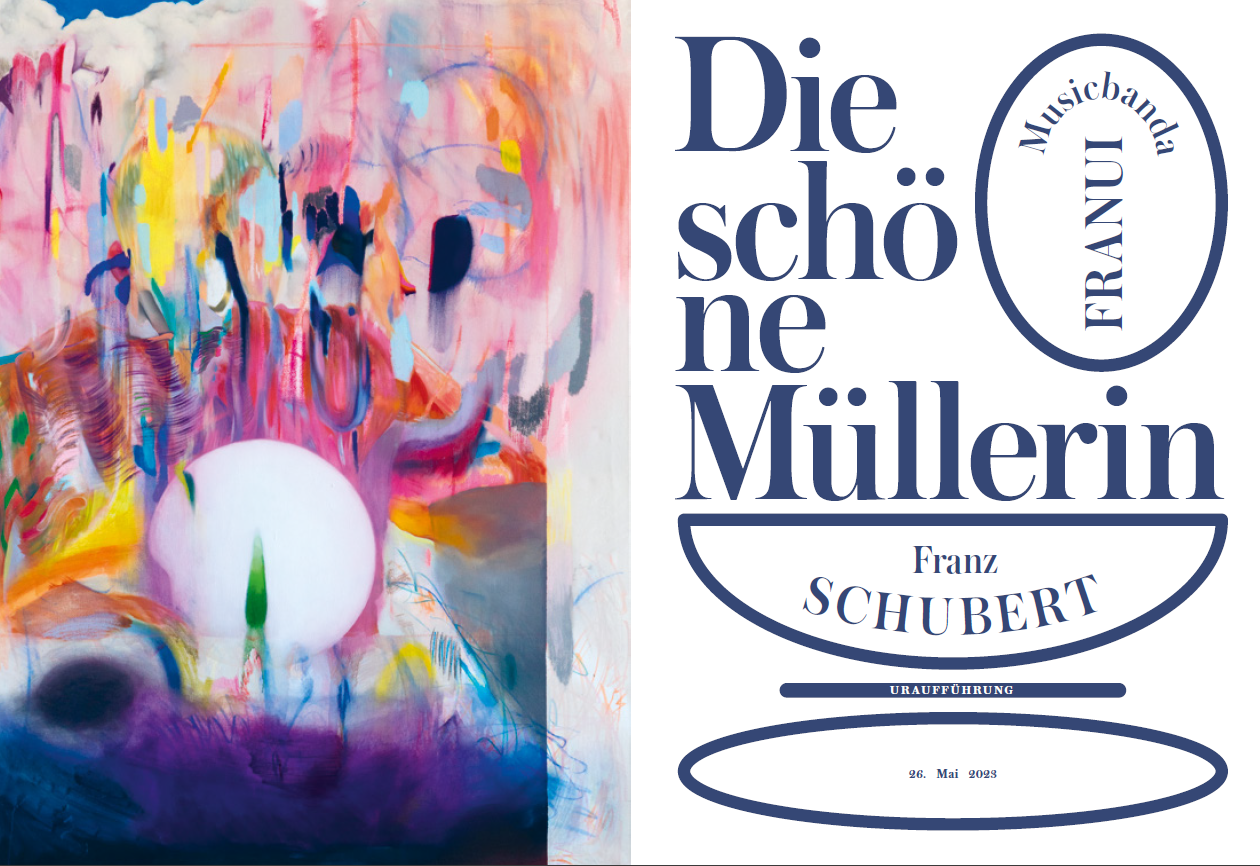 Die
schö
ne
Müllerin
Musicbanda
FRANUI
Franz
SCHUBERT
URAUFFÜHRUNG
26. Mai 2023